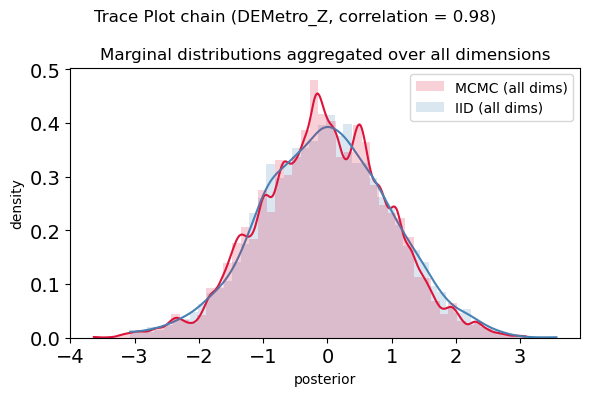 Trace Plot chain (DEMetro_Z, correlation = 0.98)
Marginal distributions aggregated over all dimensions
MCMC (all dims)
IID (all dims)
density
0.5
0.4
0.3
0.2
0.1
0.0
−4 −3 −2 −1 0 1 2 3
posterior